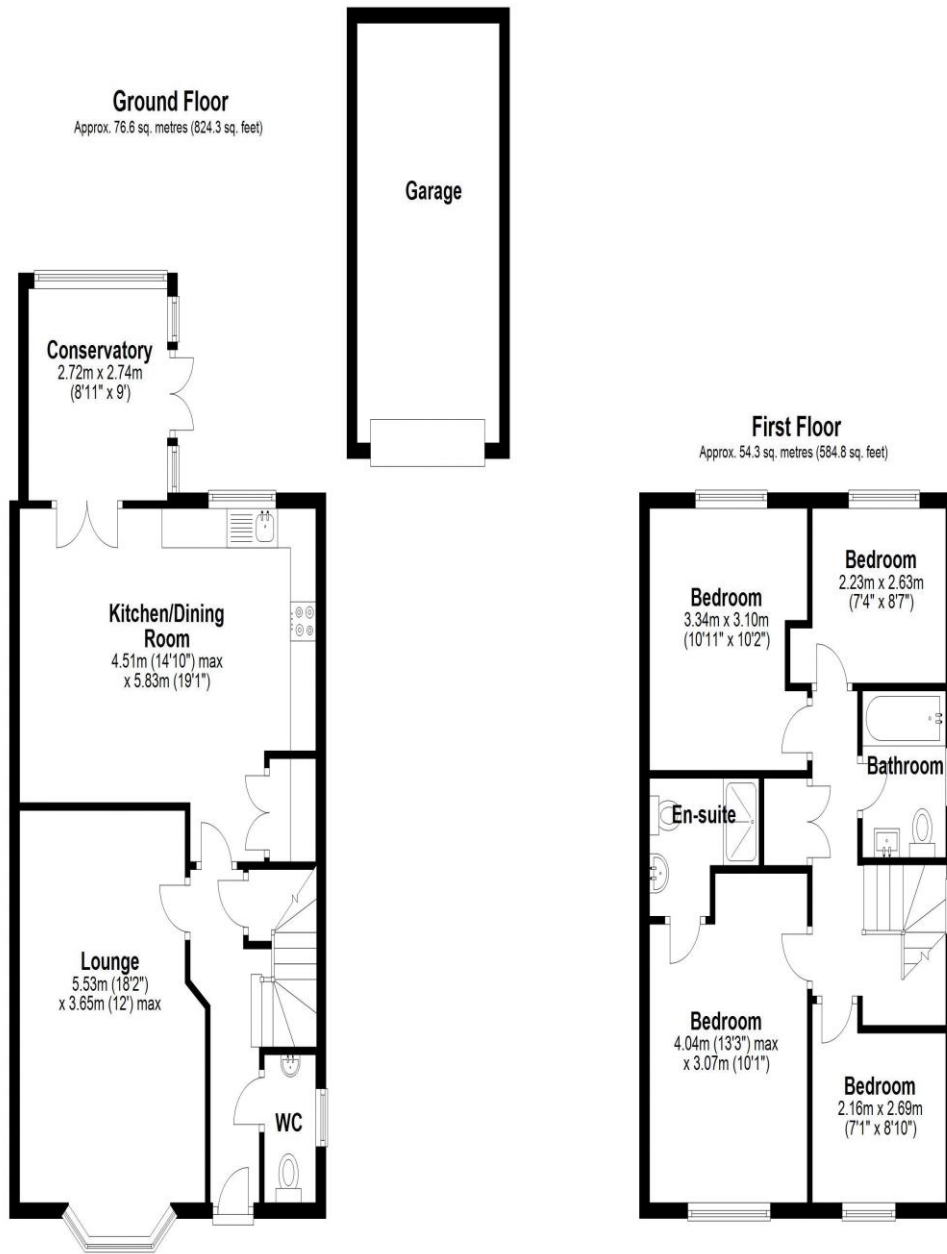 Ground Floor
Approx. 76.6 sq. metres (824.3 sq. feet)
Garage
Conservatory
2.72m x 2.74m
(8'11" x 9')
Kitchen/Dining
Room
4.51m (14'10") max
x 5.83m (19'1")
Lounge
5.53m (18'2")
x 3.65m (12') max
WC
First Floor
Approx. 54.3 sq. metres (584.8 sq. feet)
Bedroom
3.34m x 3.10m
(10'11" x 10'2")
Bedroom
2.23m x 2.63m
(7'4" x 8'7")
Bathroom
En-suite
Bedroom
4.04m (13'3") max
x 3.07m (10'1")
Bedroom
2.16m x 2.69m
(7'1" x 8'10")